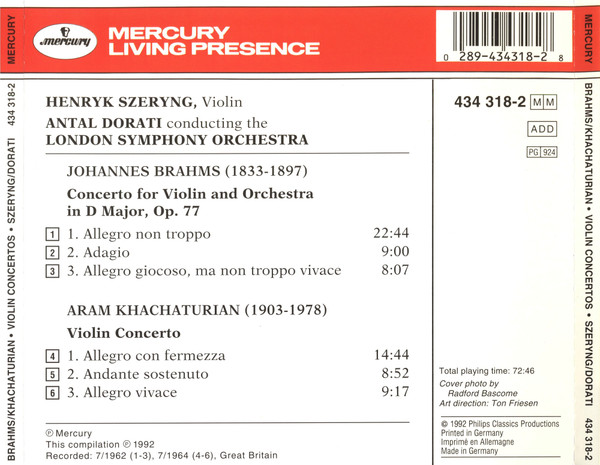 MERCURY
BRAHMS/KHACHATURIAN • VIOLIN CONCERTOS • SZERYNG/DORATI 434 318-2
mercury
MERCURY
LIVING PRESENCE
0 289-434318-2 8
HENRYK SZERYNG, Violin
ANTAL DORATI conducting the
LONDON SYMPHONY ORCHESTRA
JOHANNES BRAHMS (1833-1897)
Concerto for Violin and Orchestra
in D Major, Op. 77
1 1. Allegro non troppo 22:44
2 2. Adagio 9:00
3 3. Allegro giocoso, ma non troppo vivace 8:07
ARAM KHACHATURIAN (1903-1978)
Violin Concerto
4 1. Allegro con fermezza 14:44
5 2. Andante sostenuto 8:52
6 3. Allegro vivace 9:17
℗ Mercury
This compilation ℗ 1992
Recorded: 7/1962 (1-3), 7/1964 (4-6), Great Britain
434 318-2 M M
ADD
PG 924
Total playing time: 72:46
Cover photo by
Radford Bascome
Art direction: Ton Friesen
© 1992 Philips Classics Productions
Printed in Germany
Imprimé en Allemagne
Made in Germany
MERCURY
BRAHMS/KHACHATURIAN • VIOLIN CONCERTOS • SZERYNG/DORATI 434 318-2